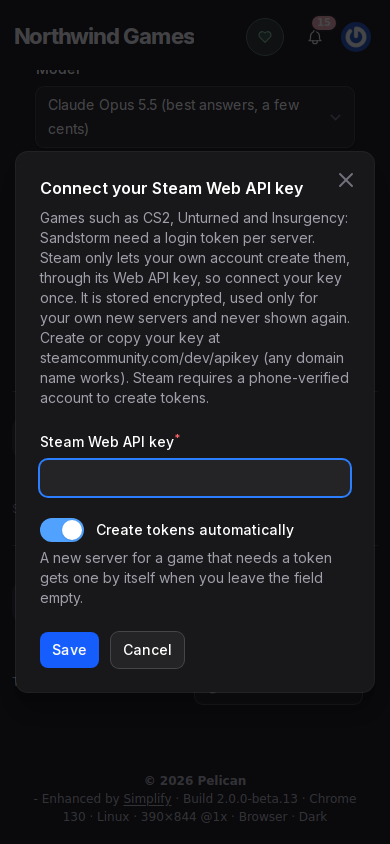 Northwind Games
15
Model
Claude Opus 5.5 (best answers, a few
cents)
Connect your Steam Web API key
Games such as CS2, Unturned and Insurgency:
Sandstorm need a login token per server.
Steam only lets your own account create them,
through its Web API key, so connect your key
once. It is stored encrypted, used only for
your own new servers and never shown again.
Create or copy your key at
steamcommunity.com/dev/apikey (any domain
name works). Steam requires a phone-verified
account to create tokens.
Steam Web API key*
Create tokens automatically
A new server for a game that needs a token
gets one by itself when you leave the field
empty.
Save
Cancel
© 2026 Pelican
- Enhanced by Simplify · Build 2.0.0-beta.13 · Chrome
130 · Linux · 390×844 @1x · Browser · Dark